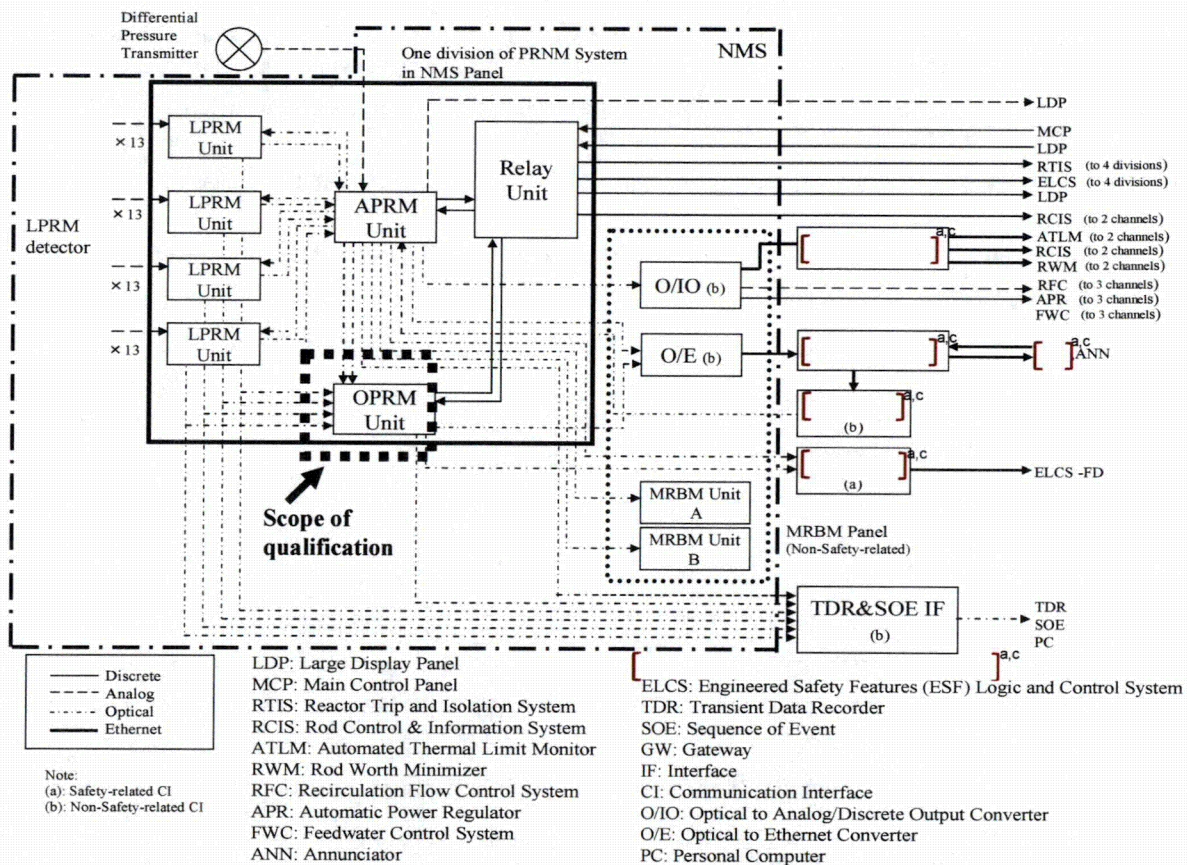 Differential
Pressure
Transmitter
One division of PRNM System
in NMS Panel
NMS
LPRM
detector
× 13
LPRM
Unit
× 13
LPRM
Unit
× 13
LPRM
Unit
× 13
LPRM
Unit
APRM
Unit
Relay
Unit
OPRM
Unit
Scope of
qualification
O/IO (b)
O/E (b)
MRBM Unit
A
MRBM Unit
B
[ ] a,c
[ ] a,c
[ ] a,c
(b)
[ ] a,c
(a)
[ ] a,c
MRBM Panel
(Non-Safety-related)
TDR&SOE IF
(b)
LDP
MCP
LDP
RTIS (to 4 divisions)
ELCS (to 4 divisions)
LDP
RCIS (to 2 channels)
ATLM (to 2 channels)
RCIS (to 2 channels)
RWM (to 2 channels)
RFC (to 3 channels)
APR (to 3 channels)
FWC (to 3 channels)
ANN
ELCS -FD
TDR
SOE
PC
Discrete
Analog
Optical
Ethernet
Note:
(a): Safety-related CI
(b): Non-Safety-related CI
LDP: Large Display Panel
MCP: Main Control Panel
RTIS: Reactor Trip and Isolation System
RCIS: Rod Control & Information System
ATLM: Automated Thermal Limit Monitor
RWM: Rod Worth Minimizer
RFC: Recirculation Flow Control System
APR: Automatic Power Regulator
FWC: Feedwater Control System
ANN: Annunciator
[ ] a,c
ELCS: Engineered Safety Features (ESF) Logic and Control System
TDR: Transient Data Recorder
SOE: Sequence of Event
GW: Gateway
IF: Interface
CI: Communication Interface
O/IO: Optical to Analog/Discrete Output Converter
O/E: Optical to Ethernet Converter
PC: Personal Computer